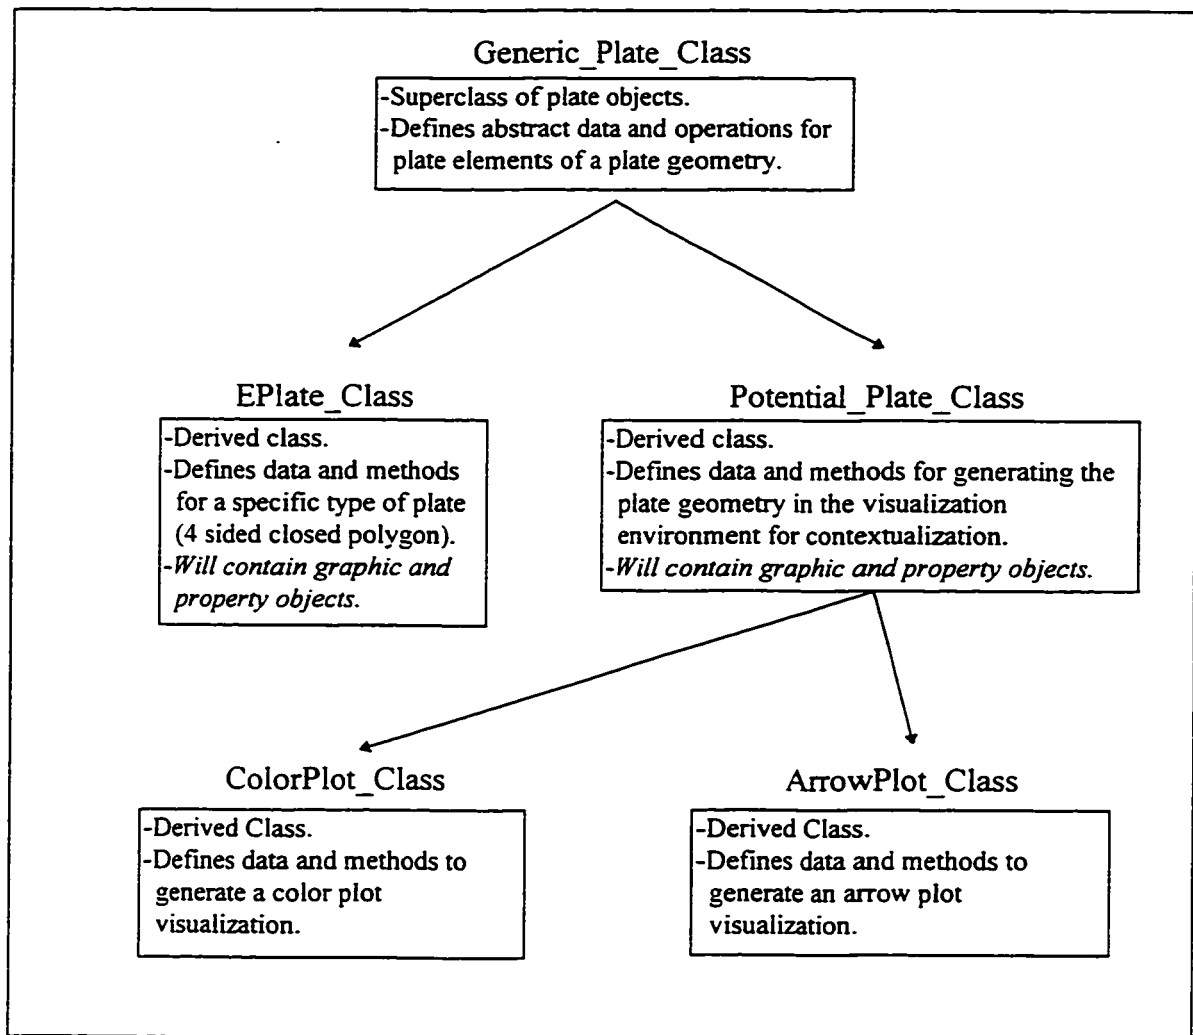 Generic_Plate_Class
-Superclass of plate objects.
-Defines abstract data and operations for
plate elements of a plate geometry.
EPlate_Class
-Derived class.
-Defines data and methods
for a specific type of plate
(4 sided closed polygon).
-Will contain graphic and
property objects.
Potential_Plate_Class
-Derived class.
-Defines data and methods for generating the
plate geometry in the visualization
environment for contextualization.
-Will contain graphic and property objects.
ColorPlot_Class
-Derived Class.
-Defines data and methods to
generate a color plot
visualization.
ArrowPlot_Class
-Derived Class.
-Defines data and methods to
generate an arrow plot
visualization.